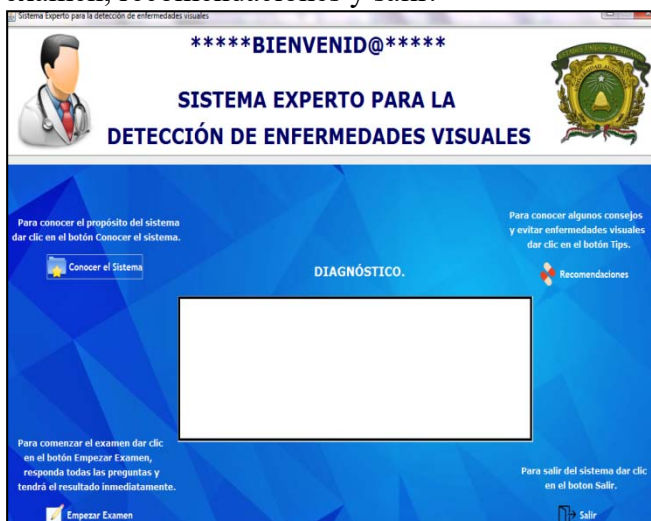 examen, recomendaciones y salir.
Sistema Experto para la detección de enfermedades visuales
*****BIENVENID@*****
SISTEMA EXPERTO PARA LA
DETECCIÓN DE ENFERMEDADES VISUALES
Para conocer el propósito del sistema
dar clic en el botón Conocer el sistema.
Conocer el Sistema
Para conocer algunos consejos
y evitar enfermedades visuales
dar clic en el botón Tips.
Recomendaciones
DIAGNÓSTICO.
Para comenzar el examen dar clic
en el botón Empezar Examen,
responda todas las preguntas y
tendrá el resultado inmediatamente.
Empezar Examen
Para salir del sistema dar clic
en el boton Salir.
Salir